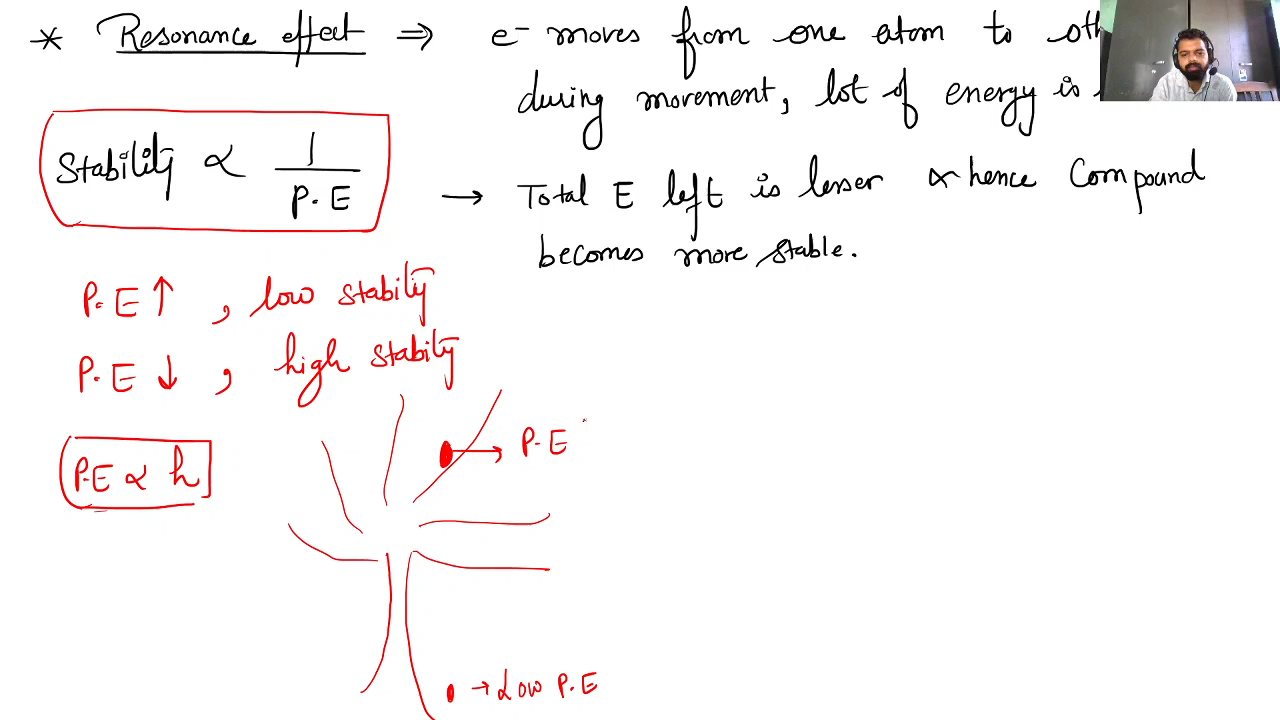 * Resonance effect ⇒ e⁻ moves from one atom to
during movement, lot of energy is
Stability ∝ 1 / P.E
→ Total E left is lesser & hence compound
becomes more stable.
P.E ↑, low stability
P.E ↓, high stability
P.E ∝ h
→ P.E
→ Low P.E